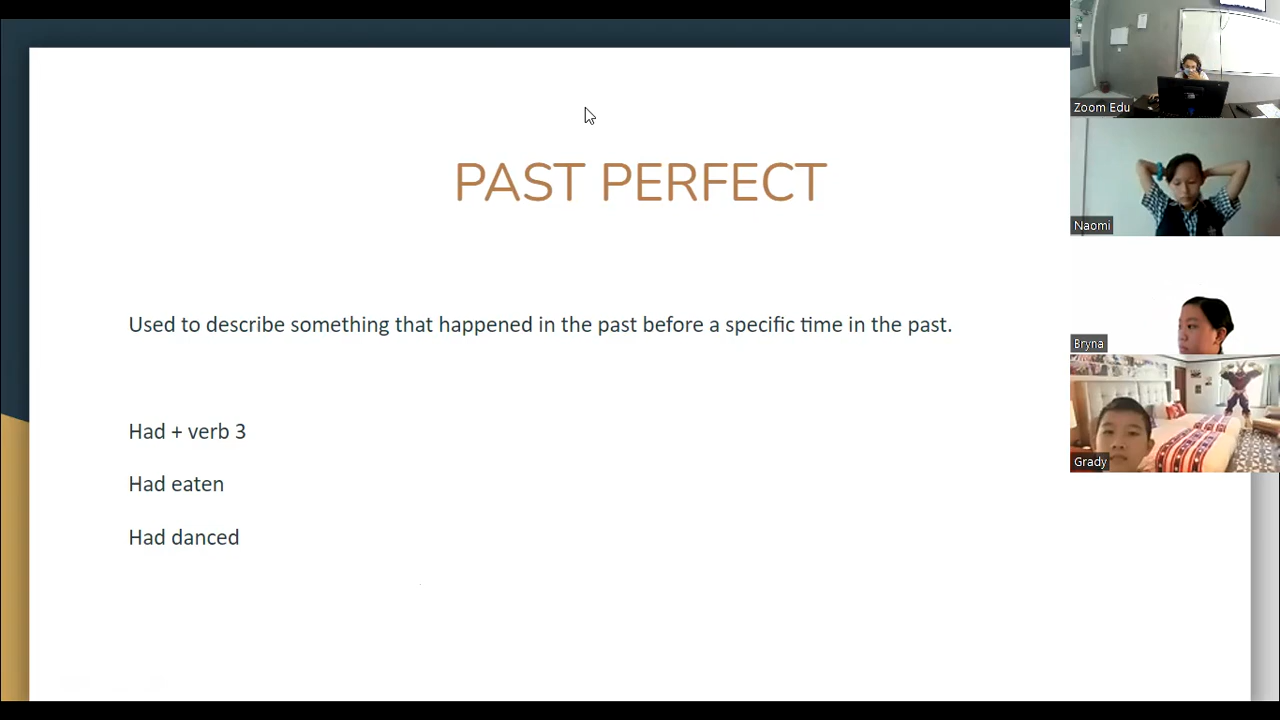 PAST PERFECT
Used to describe something that happened in the past before a specific time in the past.
Had + verb 3
Had eaten
Had danced
Zoom Edu
Naomi
Bryna
Grady